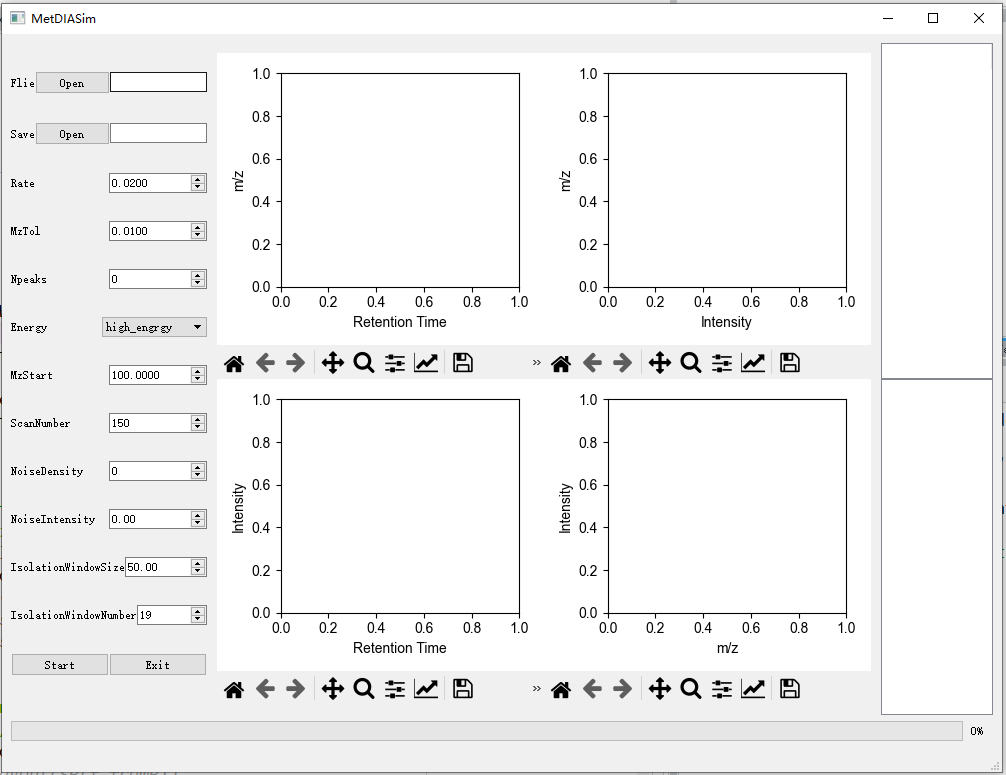 MetDIASim
Flie Open
Save Open
Rate 0.0200
MzTol 0.0100
Npeaks 0
Energy high_engrgy
MzStart 100.0000
ScanNumber 150
NoiseDensity 0
NoiseIntensity 0.00
IsolationWindowSize 50.00
IsolationWindowNumber 19
Start Exit
1.0
0.8
0.6
0.4
0.2
0.0
m/z
0.0 0.2 0.4 0.6 0.8 1.0
Retention Time
1.0
0.8
0.6
0.4
0.2
0.0
m/z
0.0 0.2 0.4 0.6 0.8 1.0
Intensity
»
1.0
0.8
0.6
0.4
0.2
0.0
Intensity
0.0 0.2 0.4 0.6 0.8 1.0
Retention Time
1.0
0.8
0.6
0.4
0.2
0.0
Intensity
0.0 0.2 0.4 0.6 0.8 1.0
m/z
»
0%